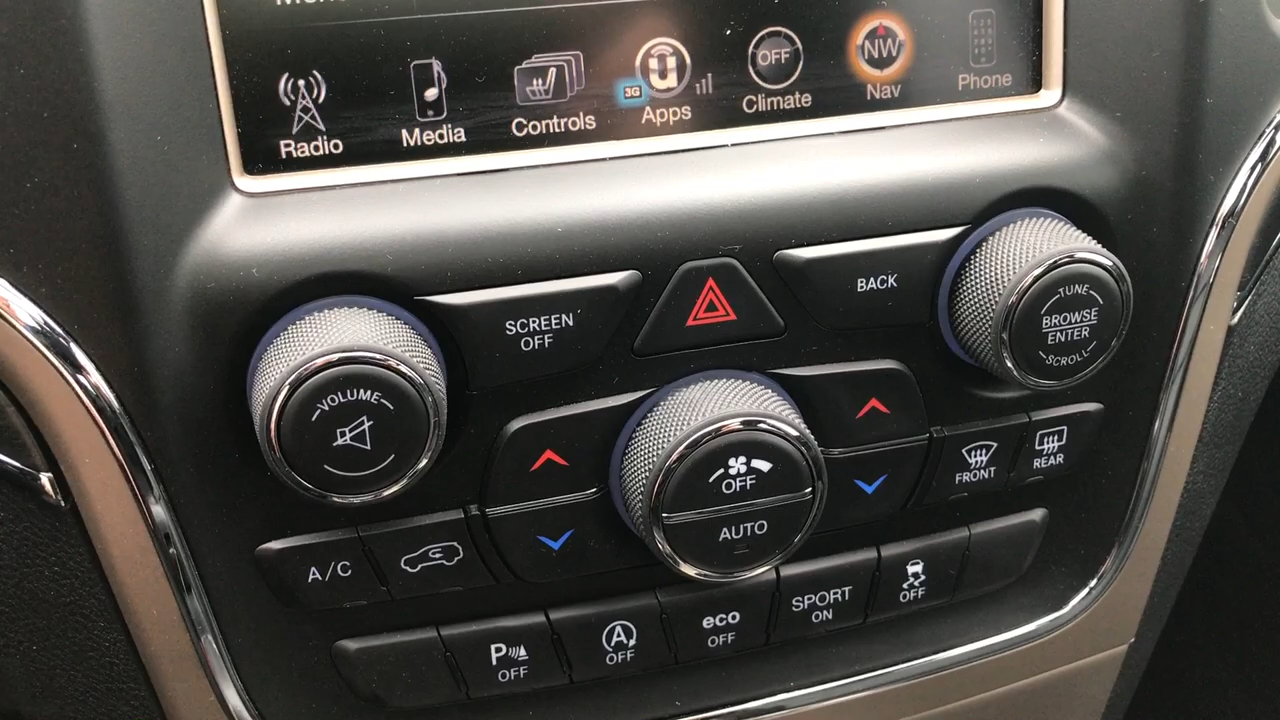 NW
OFF
3G
Radio
Media
Controls
Apps
Climate
Nav
Phone
SCREEN
OFF
BACK
TUNE
BROWSE
ENTER
SCROLL
VOLUME
OFF
AUTO
FRONT
REAR
A/C
P
OFF
A
OFF
eco
OFF
SPORT
ON
OFF